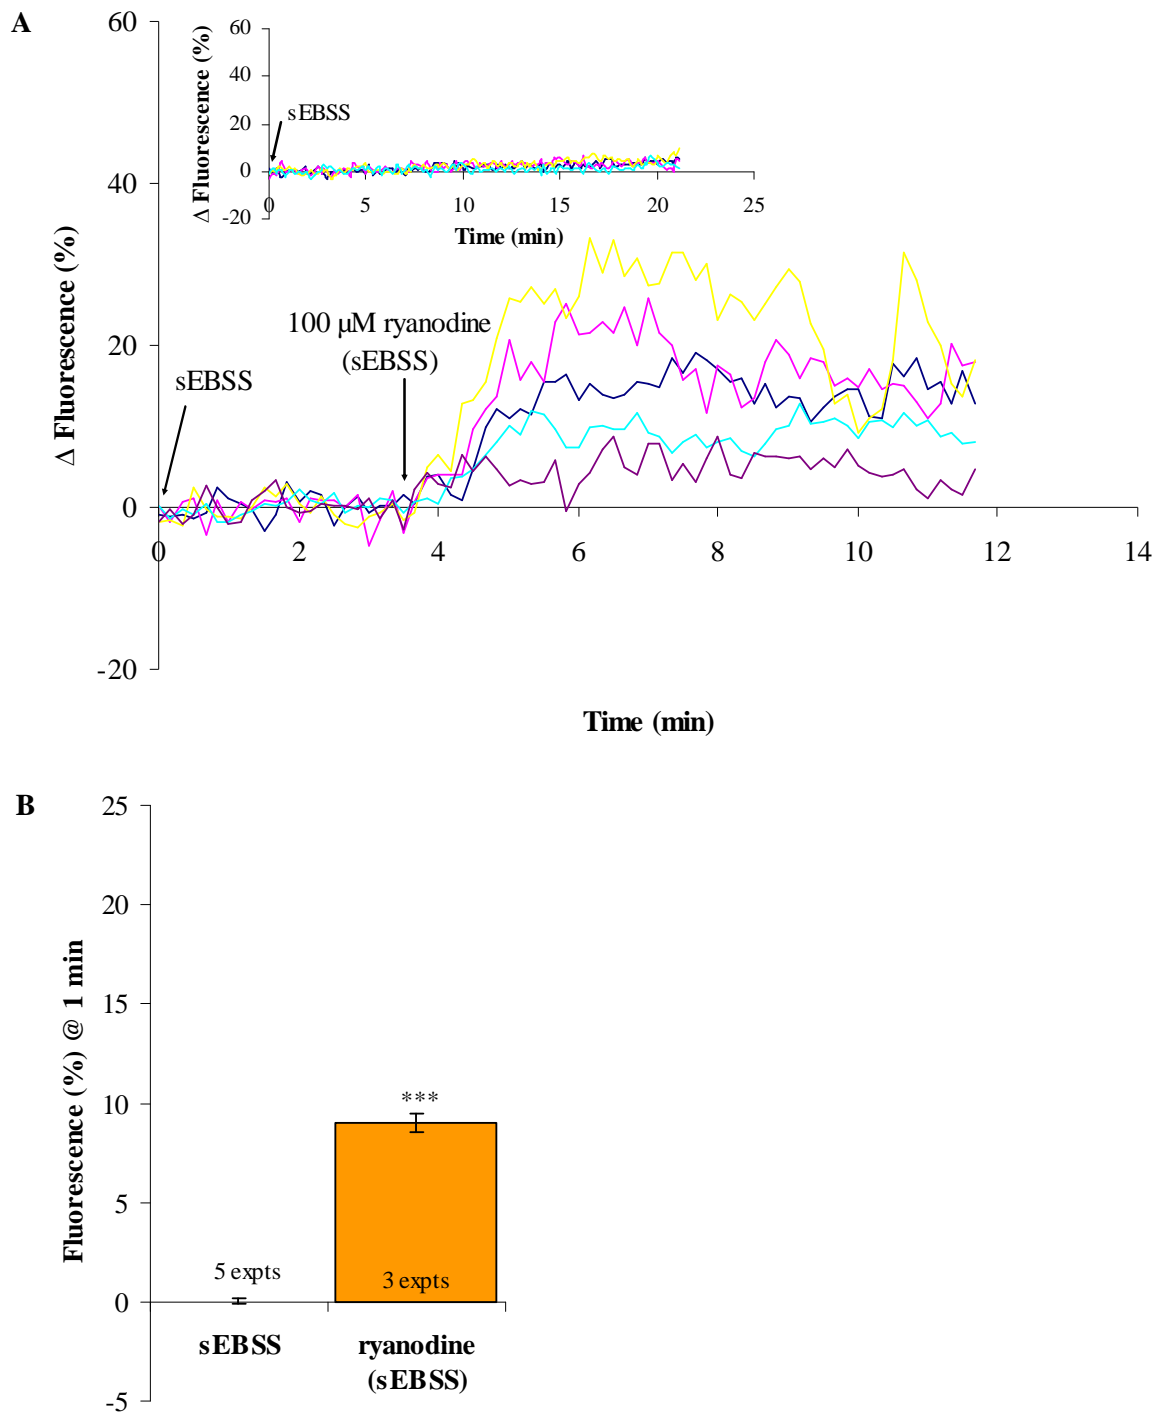 A
60
40
20
0
-20
Δ Fluorescence (%)
60
40
20
0
-20
Δ Fluorescence (%)
sEBSS
0 5 10 15 20 25
Time (min)
100 µM ryanodine
(sEBSS)
sEBSS
0 2 4 6 8 10 12 14
Time (min)
B
25
20
15
10
5
0
-5
Fluorescence (%) @ 1 min
***
5 expts
3 expts
sEBSS
ryanodine
(sEBSS)